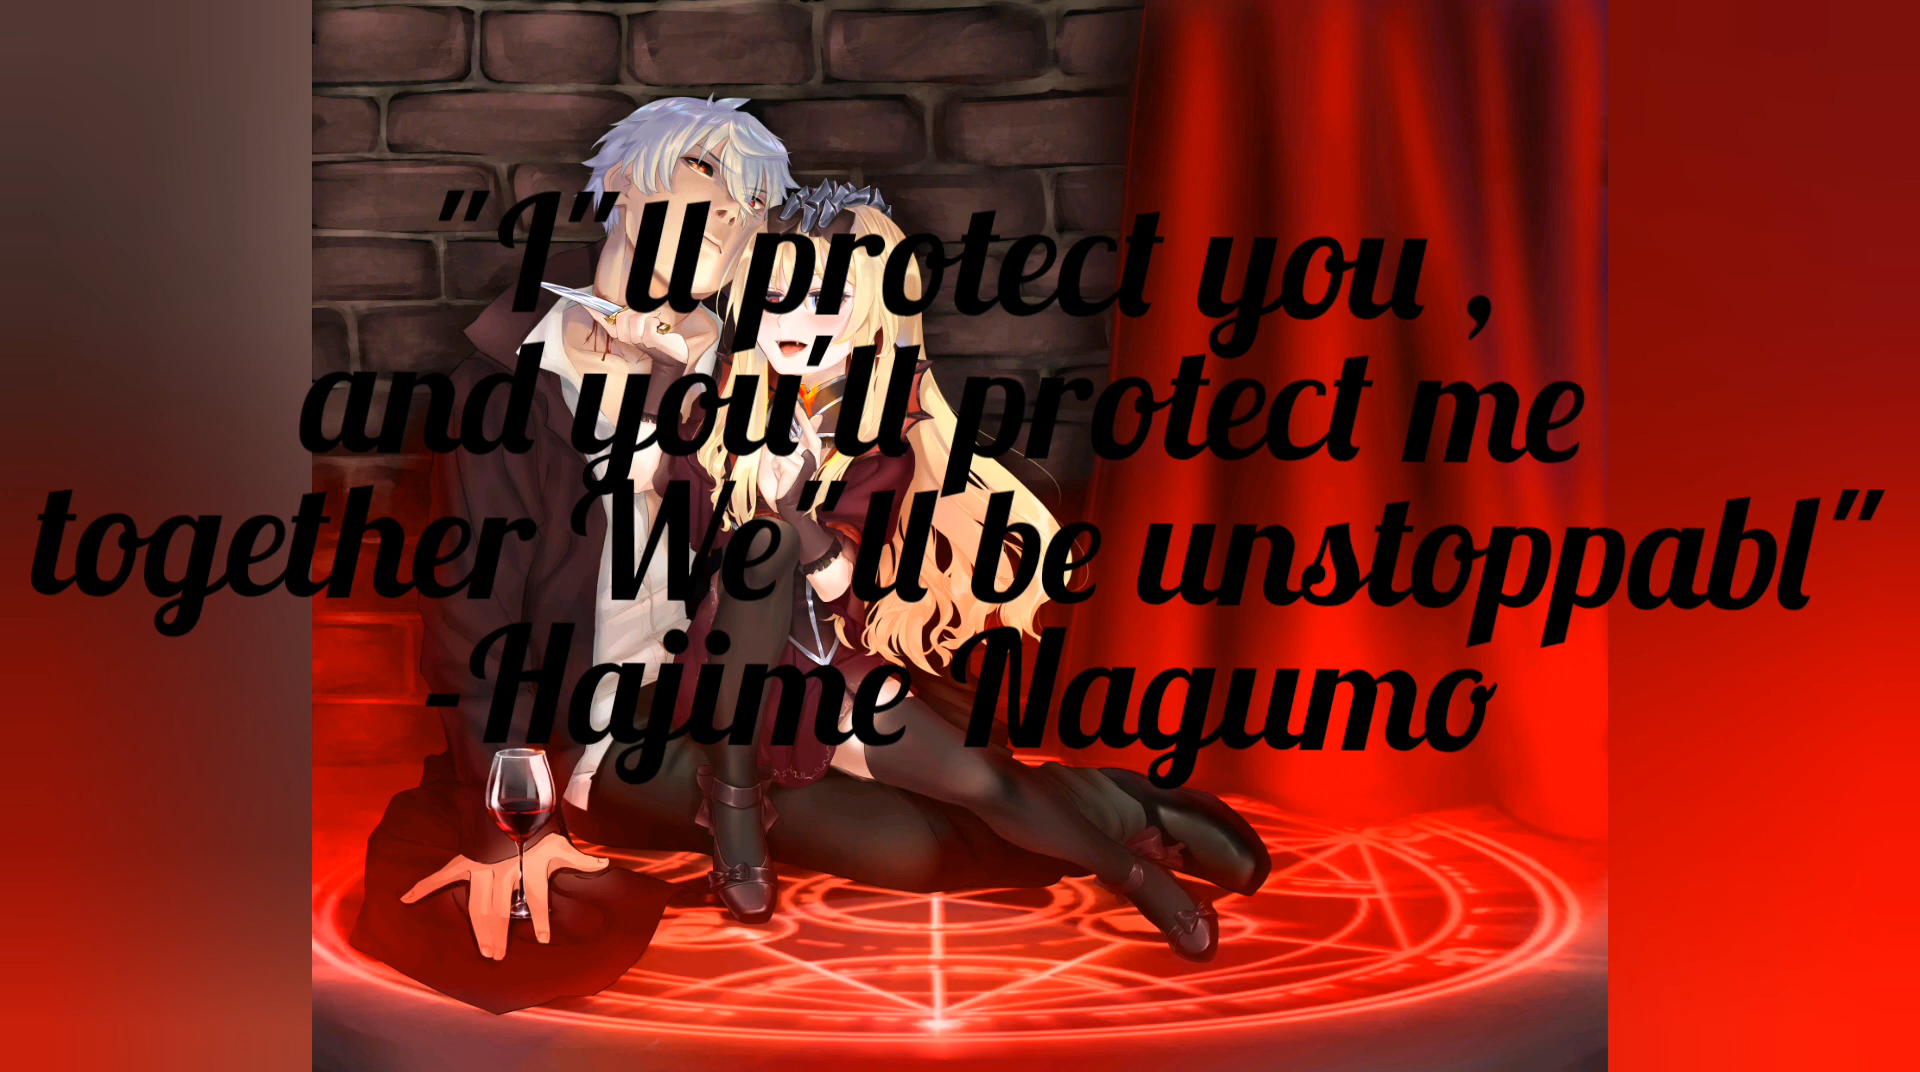 "I"ll protect you ,
and you'll protect me
together We"ll be unstoppabl"
-Hajime Nagumo